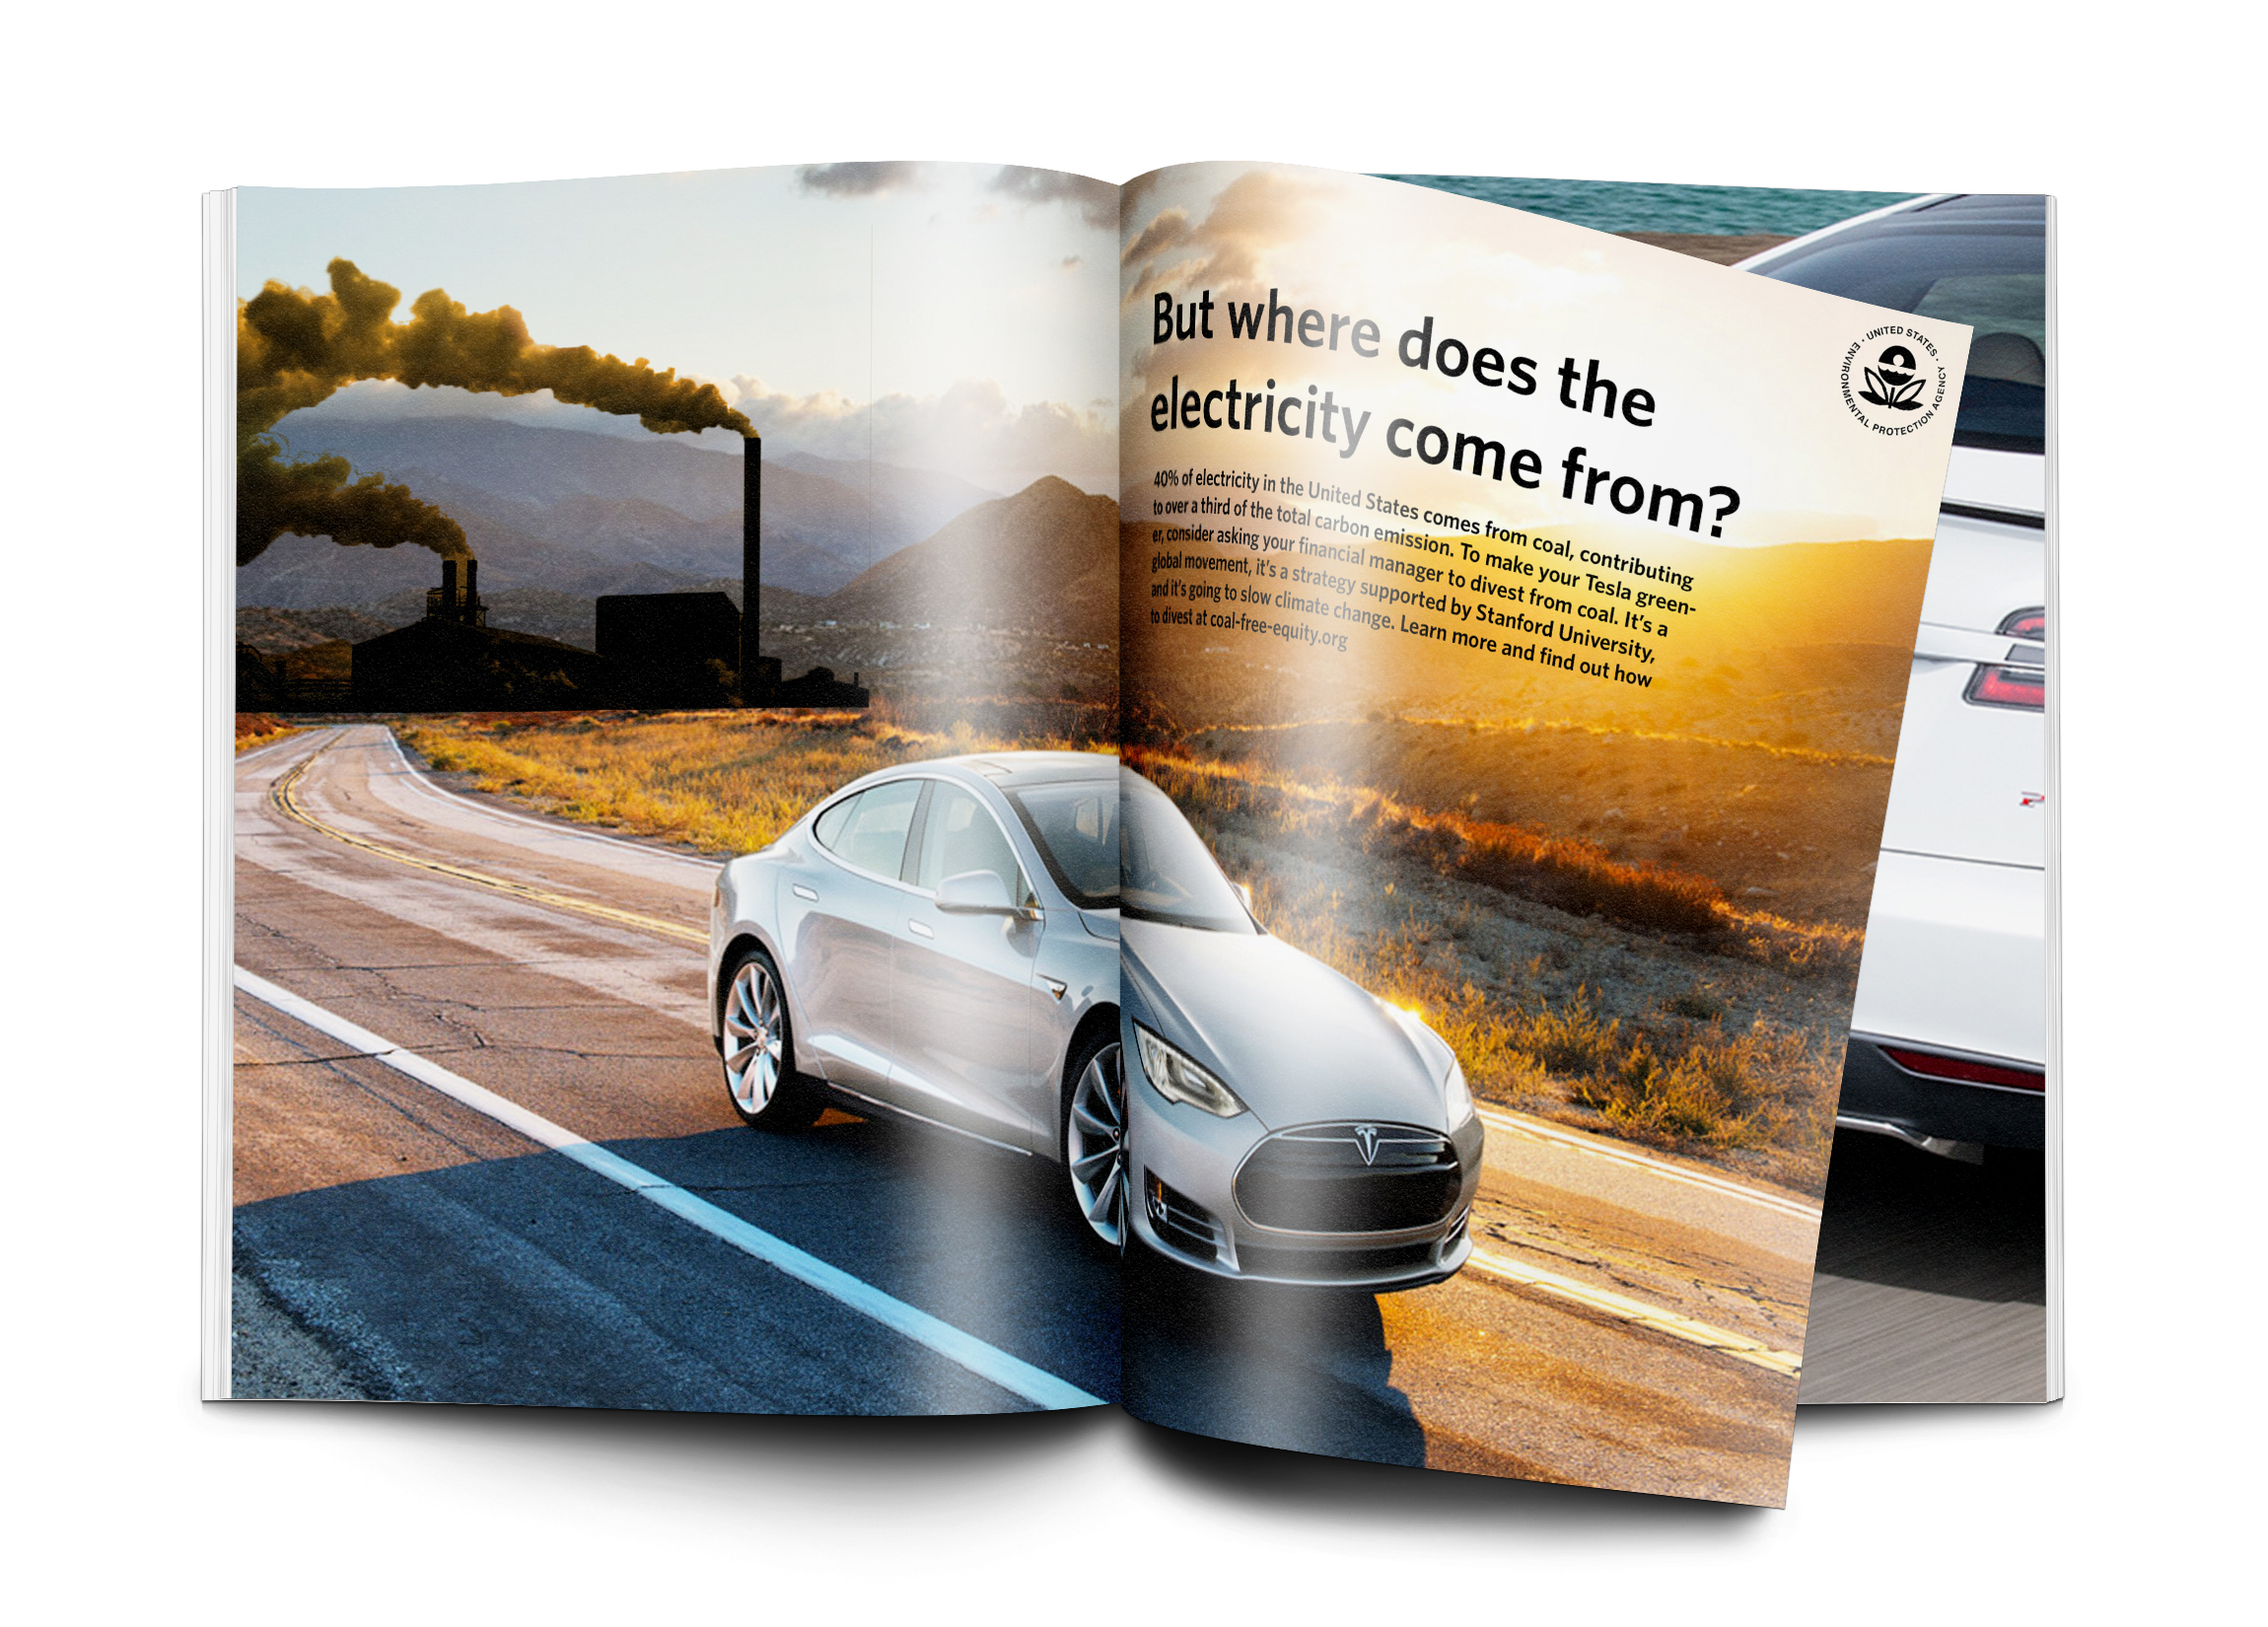 But where does the
electricity come from?
40% of electricity in the United States comes from coal, contributing
to over a third of the total carbon emission. To make your Tesla green-
er, consider asking your financial manager to divest from coal. It's a
global movement, it's a strategy supported by Stanford University,
and it's going to slow climate change. Learn more and find out how
to divest at coal-free-equity.org
UNITED STATES • ENVIRONMENTAL PROTECTION AGENCY •